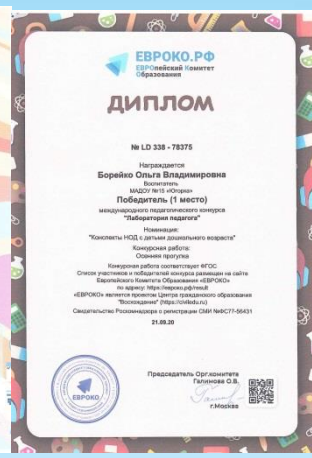 ЕВРОКО.РФ
ЕВРОпейский Комитет
Образования
ДИПЛОМ
№ LD 338 - 78375
Награждается
Борейко Ольга Владимировна
Воспитатель
МАДОУ №15 «Югорка»
Победитель (1 место)
международного педагогического конкурса
"Лаборатория педагога"
Номинация:
"Конспекты НОД с детьми дошкольного возраста"
Конкурсная работа:
Осенняя прогулка
Конкурсная работа соответствует ФГОС
Список участников и победителей конкурса размещен на сайте
Европейского Комитета Образования «ЕВРОКО»
по адресу: https://евроко.рф/result
«ЕВРОКО» является проектом Центра гражданского образования
"Восхождение" (https://civiledu.ru)
Свидетельство Роскомнадзора о регистрации СМИ №ФС77-56431
21.09.20
Председатель Орг.комитета
Галимова О.В.
г.Москва
ЕВРОКО